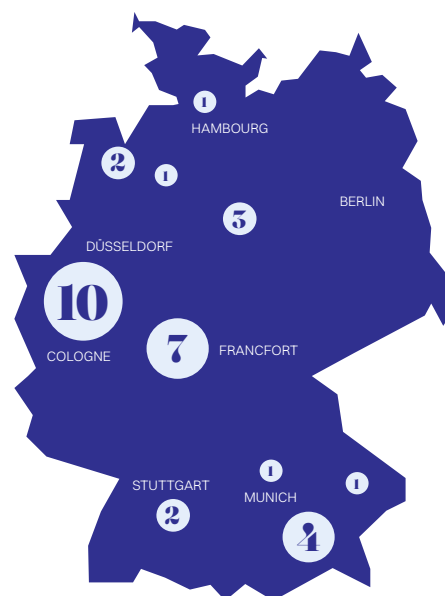 1
HAMBOURG
2
1
BERLIN
3
DÜSSELDORF
10
7
FRANCFORT
COLOGNE
1
STUTTGART
1
MUNICH
2
4